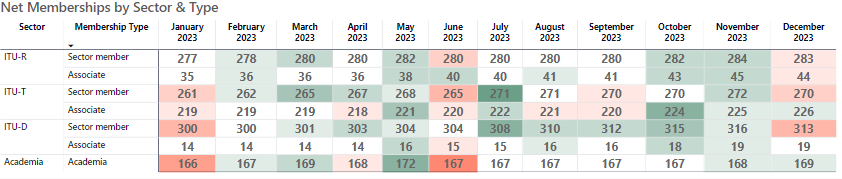 Net Memberships by Sector & Type
Sector Membership Type January 2023 February 2023 March 2023 April 2023 May 2023 June 2023 July 2023 August 2023 September 2023 October 2023 November 2023 December 2023
ITU-R Sector member 277 278 280 280 282 280 280 280 280 282 284 283
Associate 35 36 36 36 38 40 40 41 41 43 45 44
ITU-T Sector member 261 262 265 267 268 265 271 271 270 270 272 270
Associate 219 219 219 218 221 220 222 221 220 224 225 226
ITU-D Sector member 300 300 301 303 304 304 308 310 312 315 316 313
Associate 14 14 14 14 16 15 15 16 16 18 19 19
Academia Academia 166 167 169 168 172 167 167 167 167 167 168 169